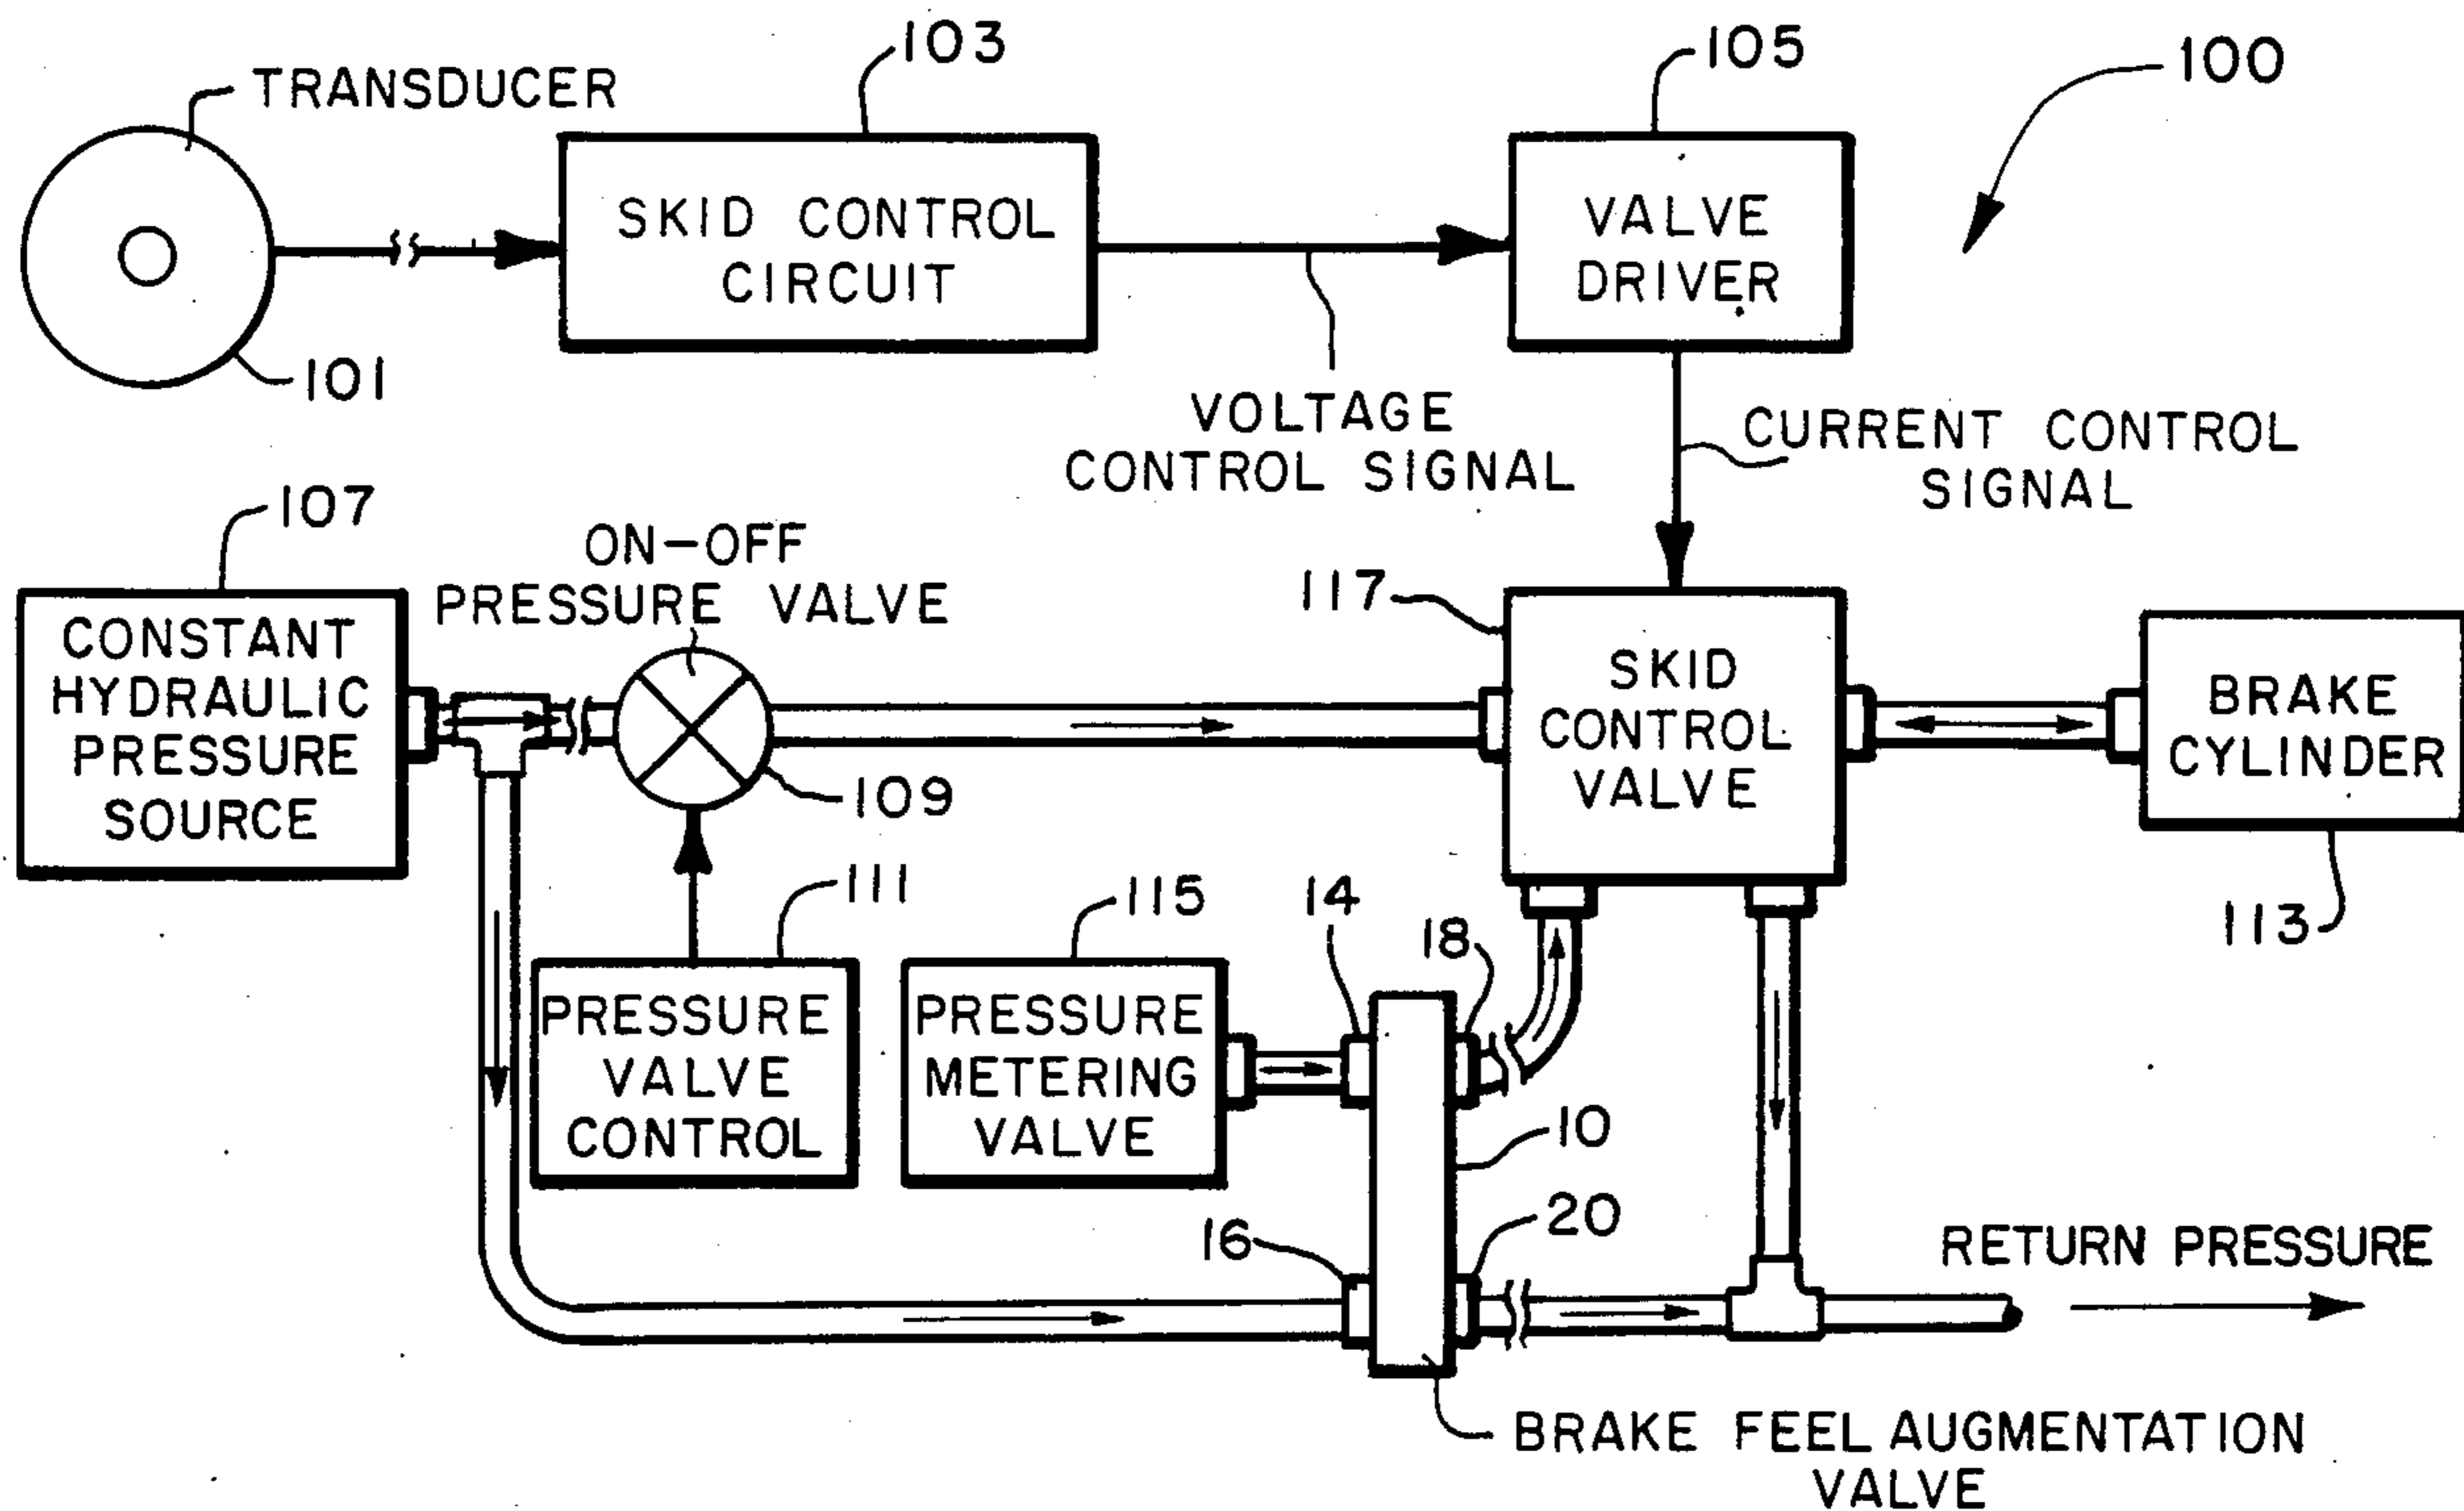 103
105
100
TRANSDUCER
SKID CONTROL
CIRCUIT
VALVE
DRIVER
101
VOLTAGE
CONTROL SIGNAL
CURRENT CONTROL
SIGNAL
107
ON-OFF
PRESSURE VALVE
117
CONSTANT
HYDRAULIC
PRESSURE
SOURCE
SKID
CONTROL
VALVE
BRAKE
CYLINDER
109
111
115
14
18
113
PRESSURE
VALVE
CONTROL
PRESSURE
METERING
VALVE
10
16
20
RETURN PRESSURE
BRAKE FEEL AUGMENTATION
VALVE